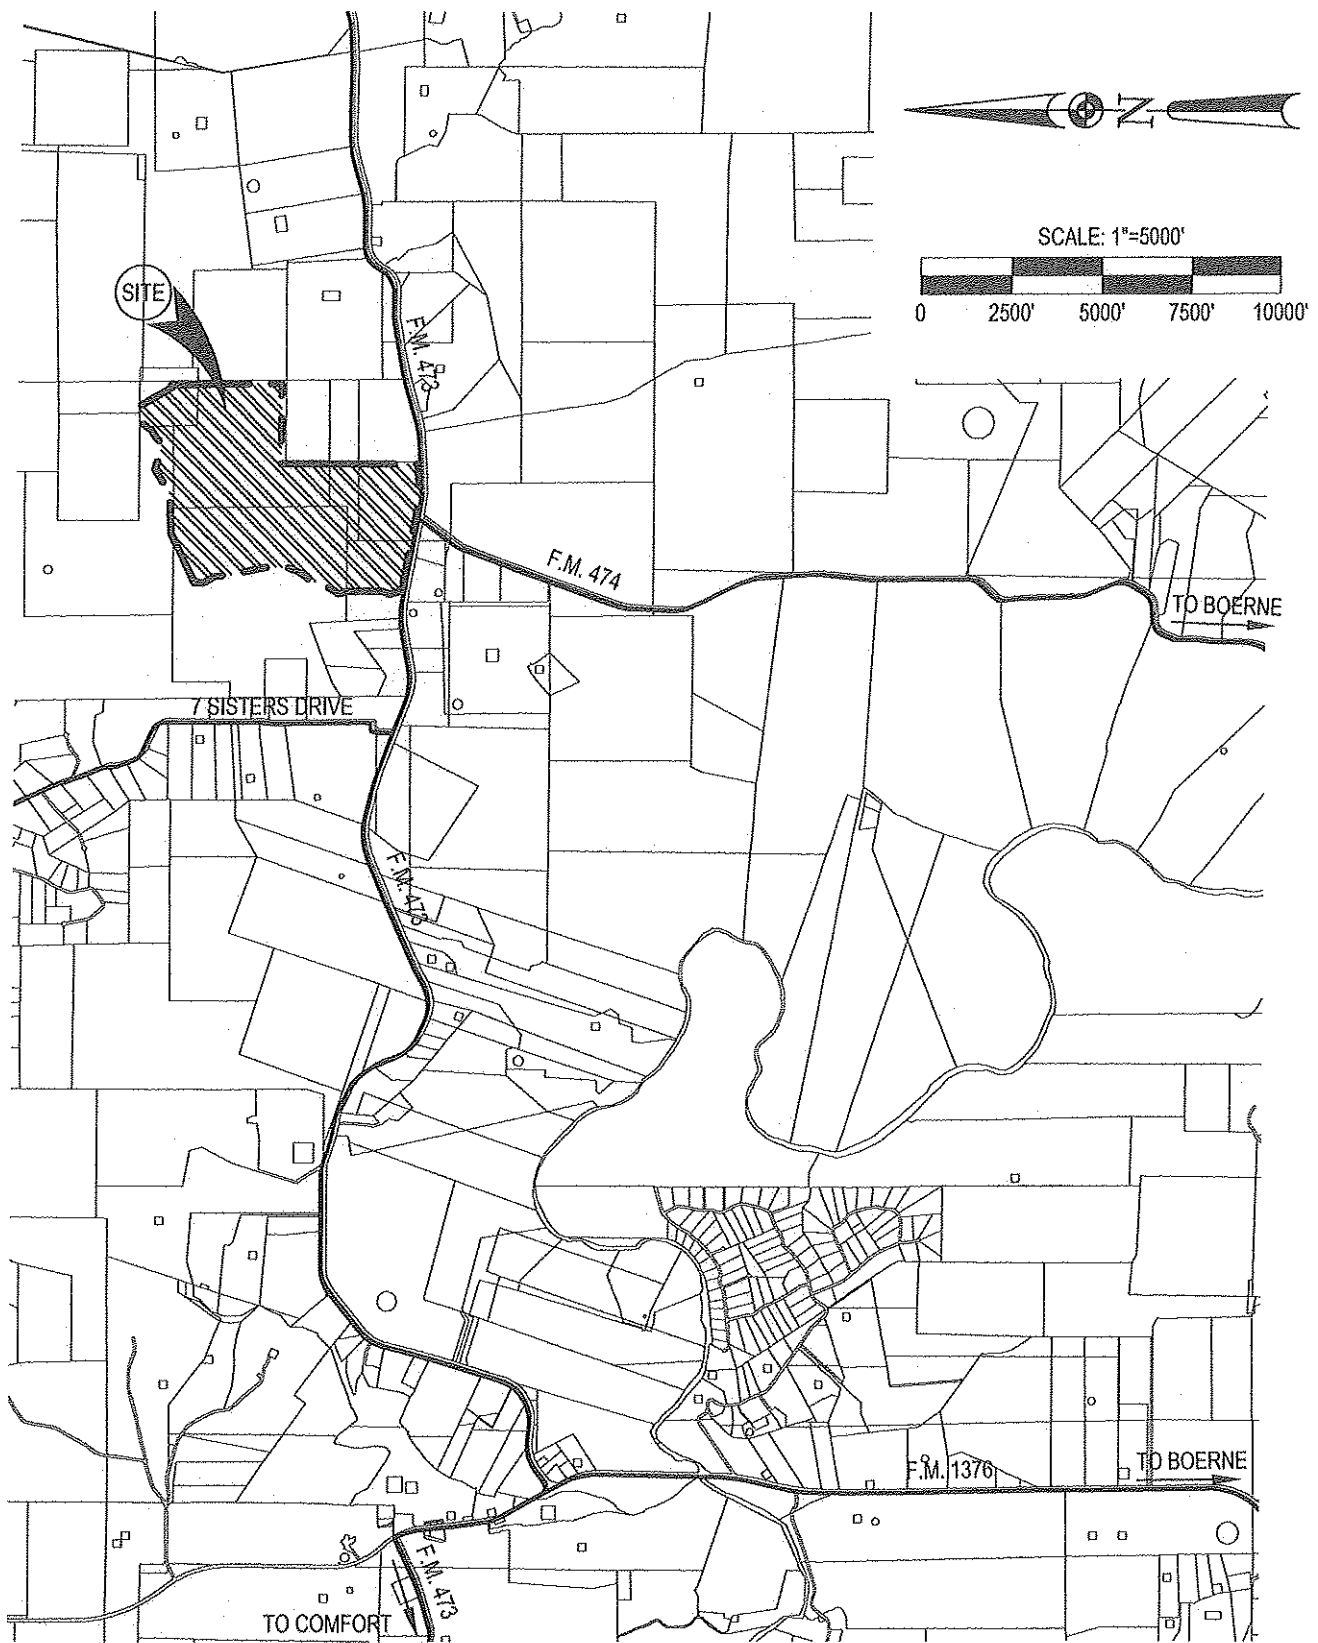 N
SCALE: 1"=5000'
0 2500' 5000' 7500' 10000'
SITE
F.M. 473
F.M. 474
TO BOERNE
7 SISTERS DRIVE
F.M. 473
F.M. 1376
TO BOERNE
F.M. 473
TO COMFORT